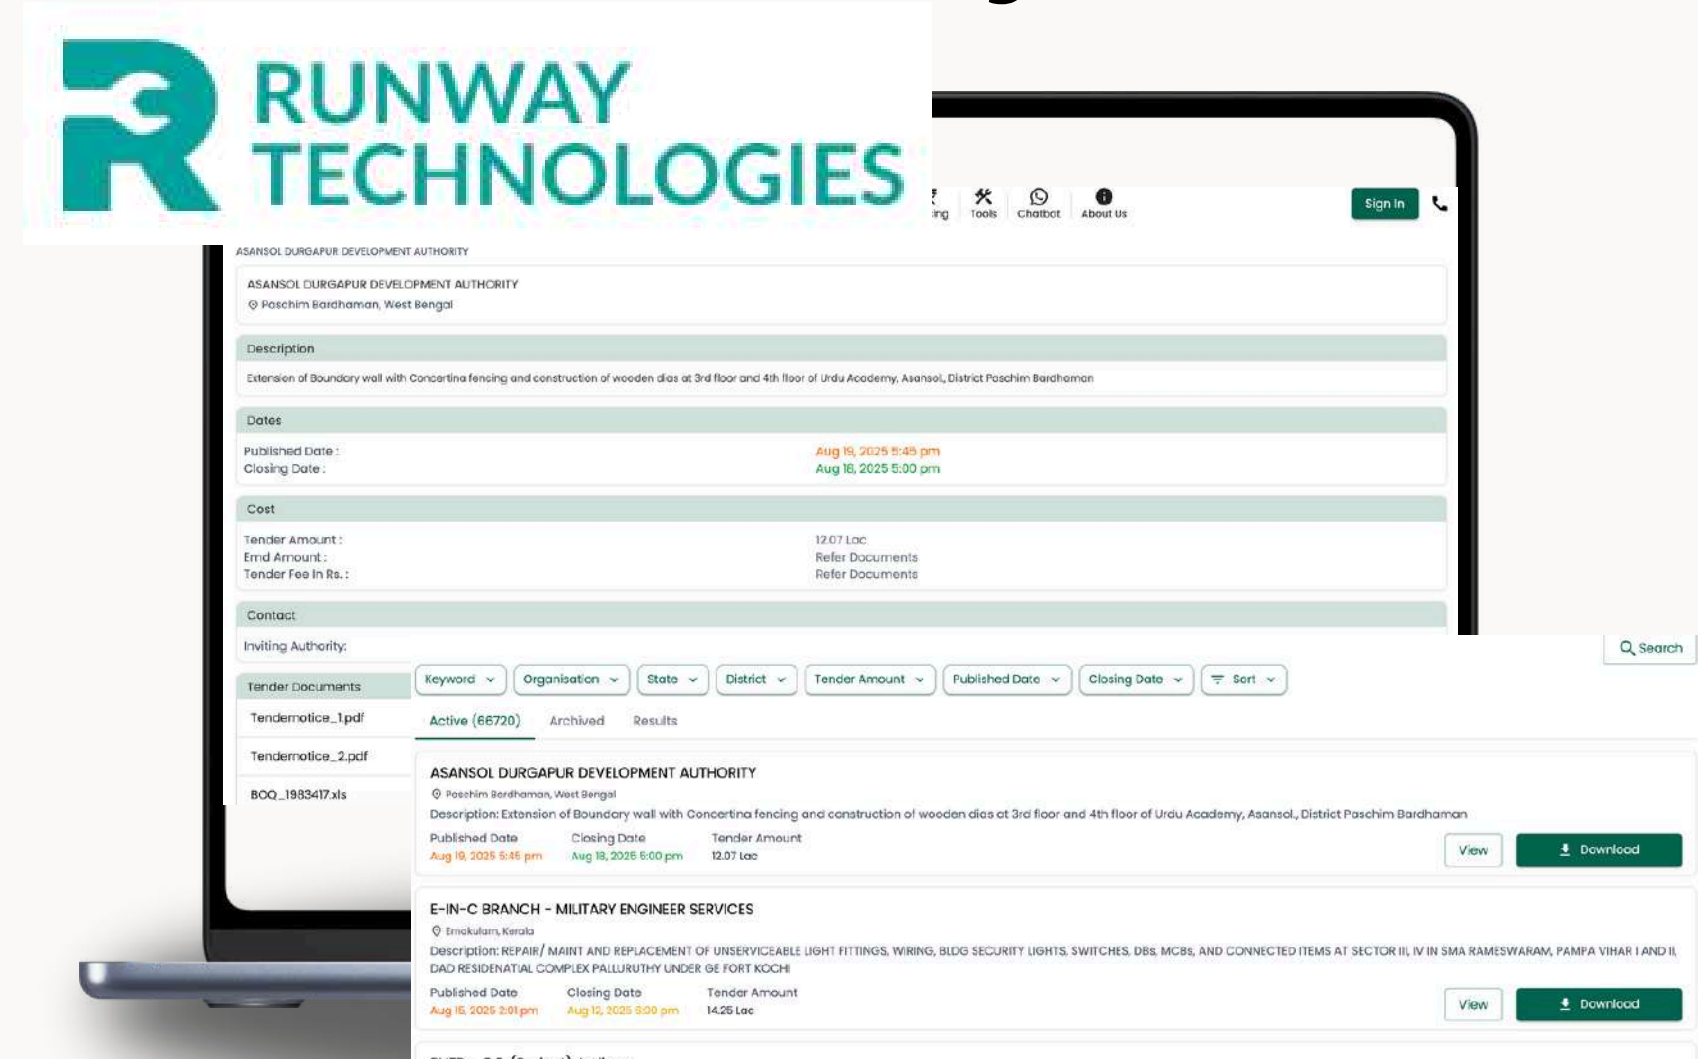 RUNWAY
TECHNOLOGIES
Tools
Chatbot
About Us
Sign In
ASANSOL DURGAPUR DEVELOPMENT AUTHORITY
ASANSOL DURGAPUR DEVELOPMENT AUTHORITY
Paschim Bardhaman, West Bengal
Description
Extension of Boundary wall with Concertina fencing and construction of wooden dias at 3rd floor and 4th floor of Urdu Academy, Asansol., District Paschim Bardhaman
Dates
Published Date : Aug 19, 2025 5:45 pm
Closing Date : Aug 18, 2025 5:00 pm
Cost
Tender Amount : 12.07 Lac
Emd Amount : Refer Documents
Tender Fee In Rs. : Refer Documents
Contact
Inviting Authority:
Tender Documents
Tendernotice_1.pdf
Tendernotice_2.pdf
BOQ_1983417.xls
Search
Keyword Organisation State District Tender Amount Published Date Closing Date Sort
Active (66720) Archived Results
ASANSOL DURGAPUR DEVELOPMENT AUTHORITY
Paschim Bardhaman, West Bengal
Description: Extension of Boundary wall with Concertina fencing and construction of wooden dias at 3rd floor and 4th floor of Urdu Academy, Asansol., District Paschim Bardhaman
Published Date Closing Date Tender Amount
Aug 19, 2025 5:45 pm Aug 18, 2025 5:00 pm 12.07 Lac
View Download
E-IN-C BRANCH - MILITARY ENGINEER SERVICES
Ernakulam, Kerala
Description: REPAIR/ MAINT AND REPLACEMENT OF UNSERVICEABLE LIGHT FITTINGS, WIRING, BLDG SECURITY LIGHTS, SWITCHES, DBs, MCBs, AND CONNECTED ITEMS AT SECTOR III, IV IN SMA RAMESWARAM, PAMPA VIHAR I AND II,
DAD RESIDENATIAL COMPLEX PALLURUTHY UNDER GE FORT KOCHI
Published Date Closing Date Tender Amount
Aug 16, 2025 2:01 pm Aug 12, 2025 6:00 pm 14.25 Lac
View Download